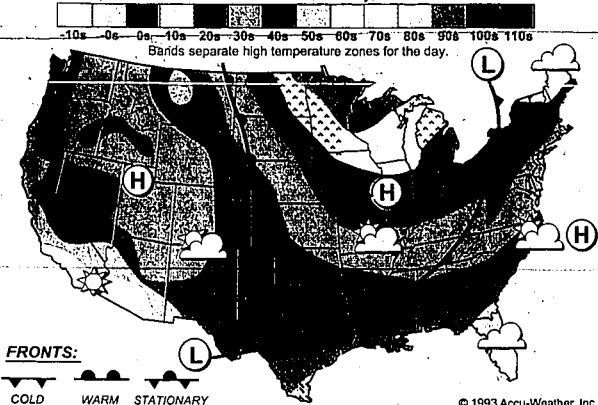 -10s -0s 0s 10s 20s 30s 40s 50s 60s 70s 80s 90s 100s 110s
Bands separate high temperature zones for the day.
L
H
H
H
L
FRONTS:
COLD WARM STATIONARY
© 1993 Accu-Weather, Inc.